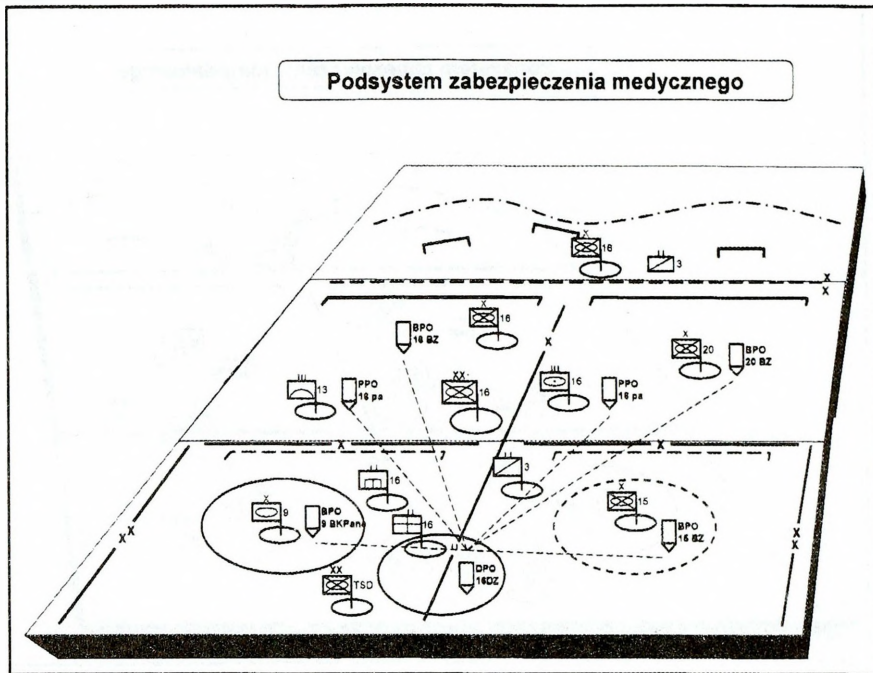 Podsystem zabezpieczenia medycznego
X
16
3
X
X
X
16
BPO
16 BZ
X
X
20
BPO
20 BZ
13
PPO
16 pa
XX
16
16
PPO
16 pa
X
X
3
16
X
9
BPO
9 BKPanc
16
X
15
BPO
15 BZ
X
X
X
X
DPO
16DZ
XX
TSD